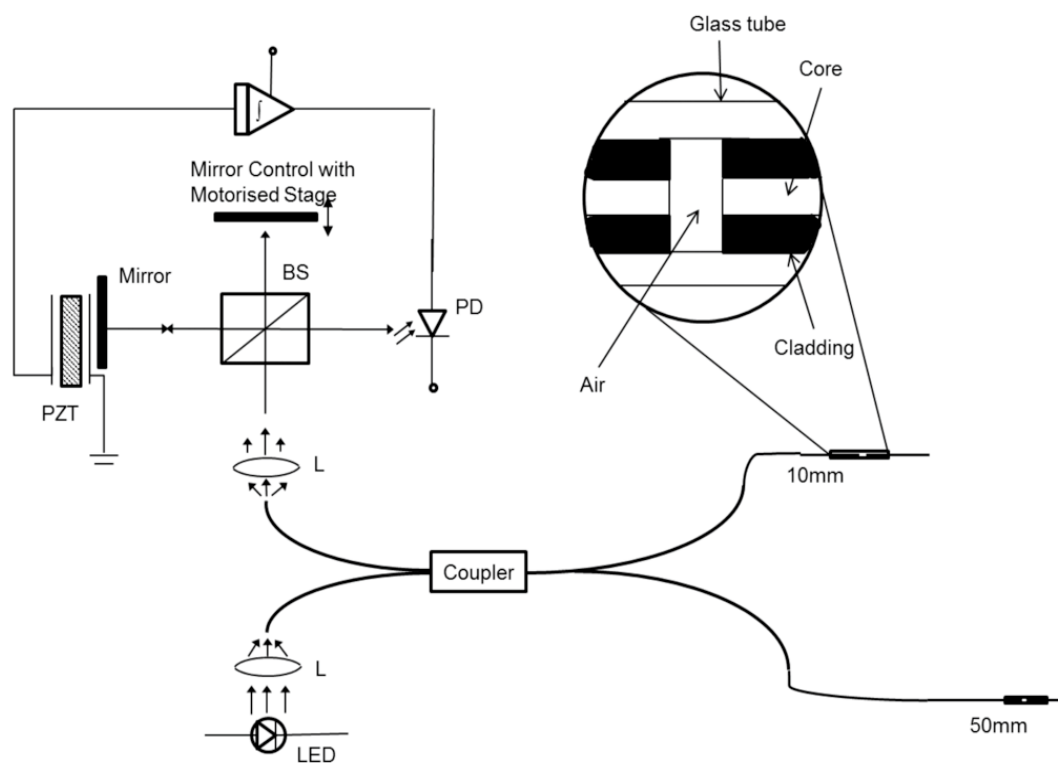 Glass tube
Core
∫
Mirror Control with
Motorised Stage
Mirror
BS
PD
Cladding
Air
PZT
L
10mm
Coupler
L
50mm
LED